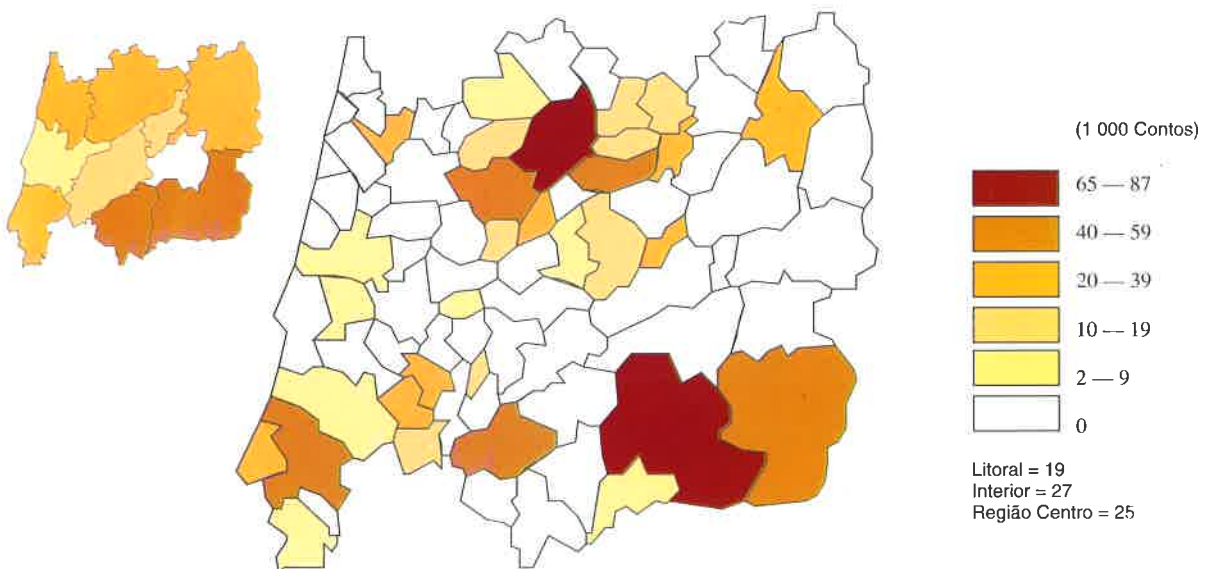 (1 000 Contos)
65 — 87
40 — 59
20 — 39
10 — 19
2 — 9
0
Litoral = 19
Interior = 27
Região Centro = 25